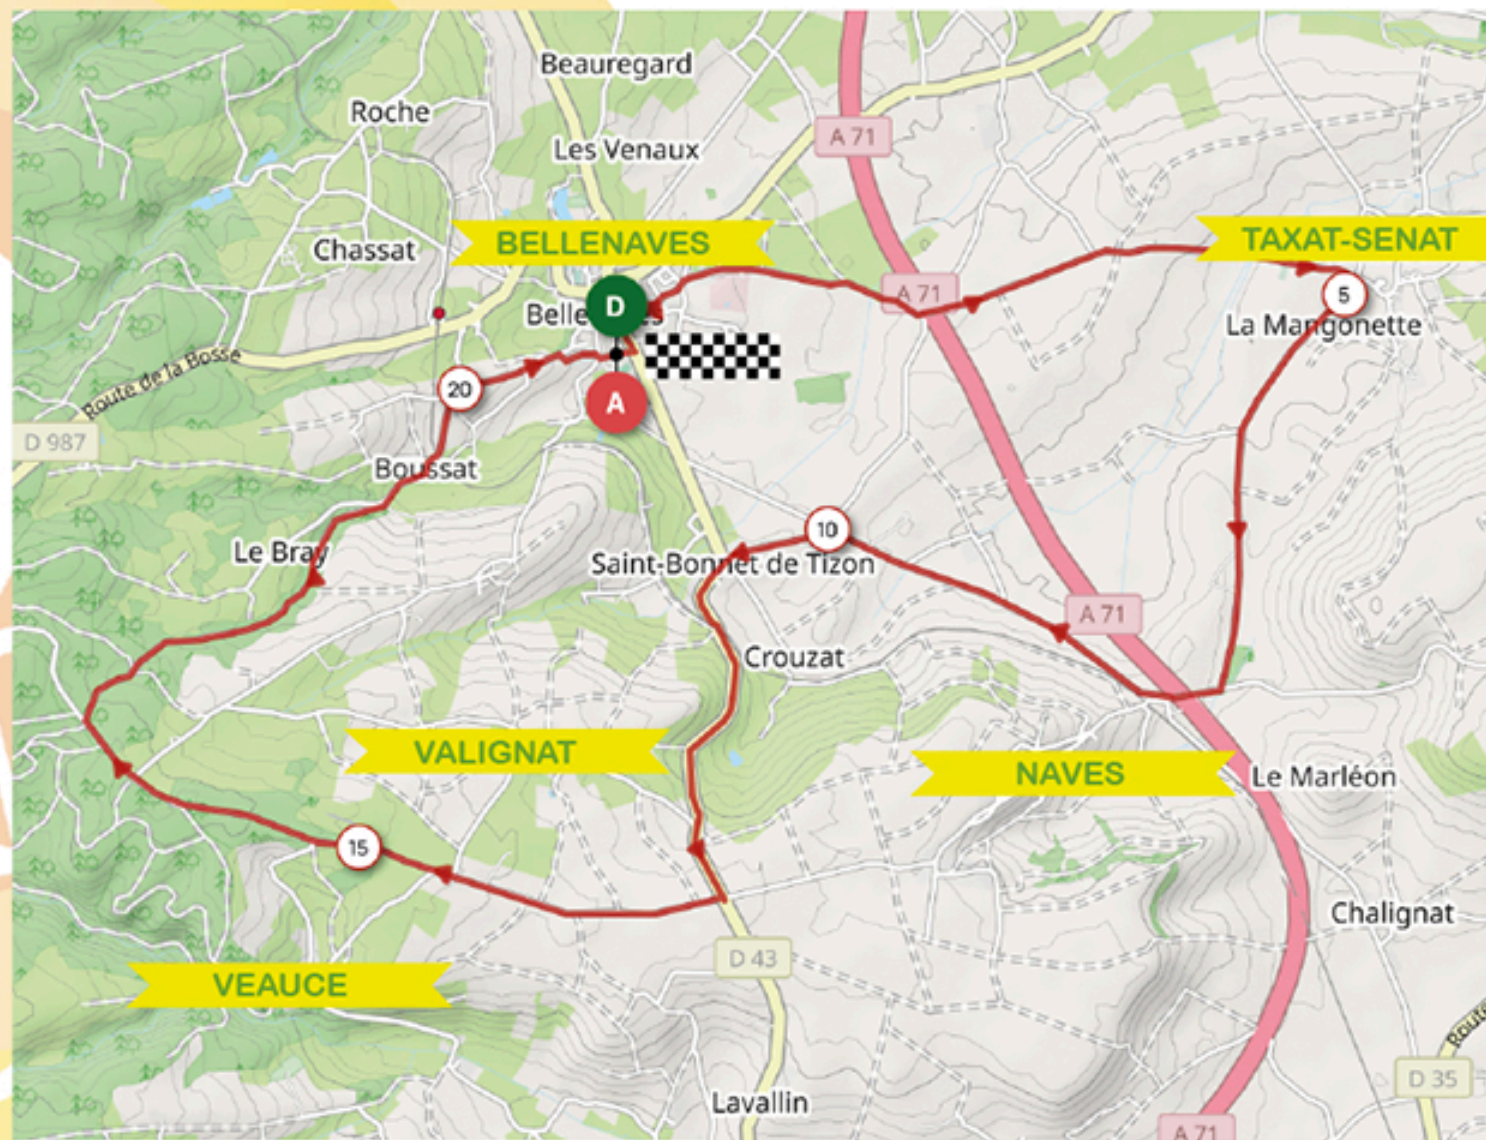 Beauregard
Roche
A 71
Les Venaux
BELLENAVES
TAXAT-SENAT
Chassat
A 71
5
D
La Mangonette
Route de la Bosse
20
A
D 987
Boussat
10
Le Bray
Saint-Bonnet de Tizon
A 71
Crouzat
VALIGNAT
NAVES
Le Marléon
15
Chalignat
D 43
VEAUCE
Route
D 35
Lavallin
A 71